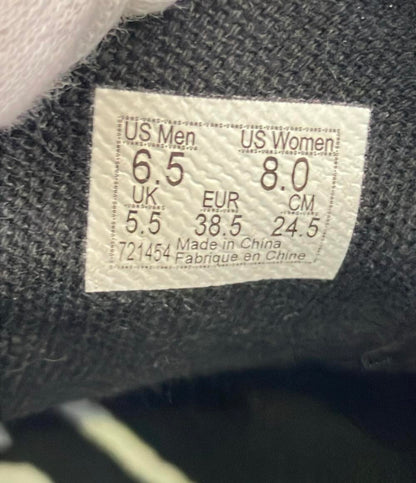 US Men US Women
6.5 8.0
UK EUR CM
5.5 38.5 24.5
721454 Made in China
Fabrique en Chine